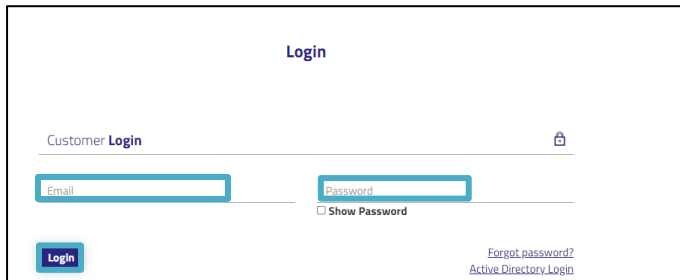 Login
Customer Login
Email
Password
Show Password
Login
Forgot password?
Active Directory Login